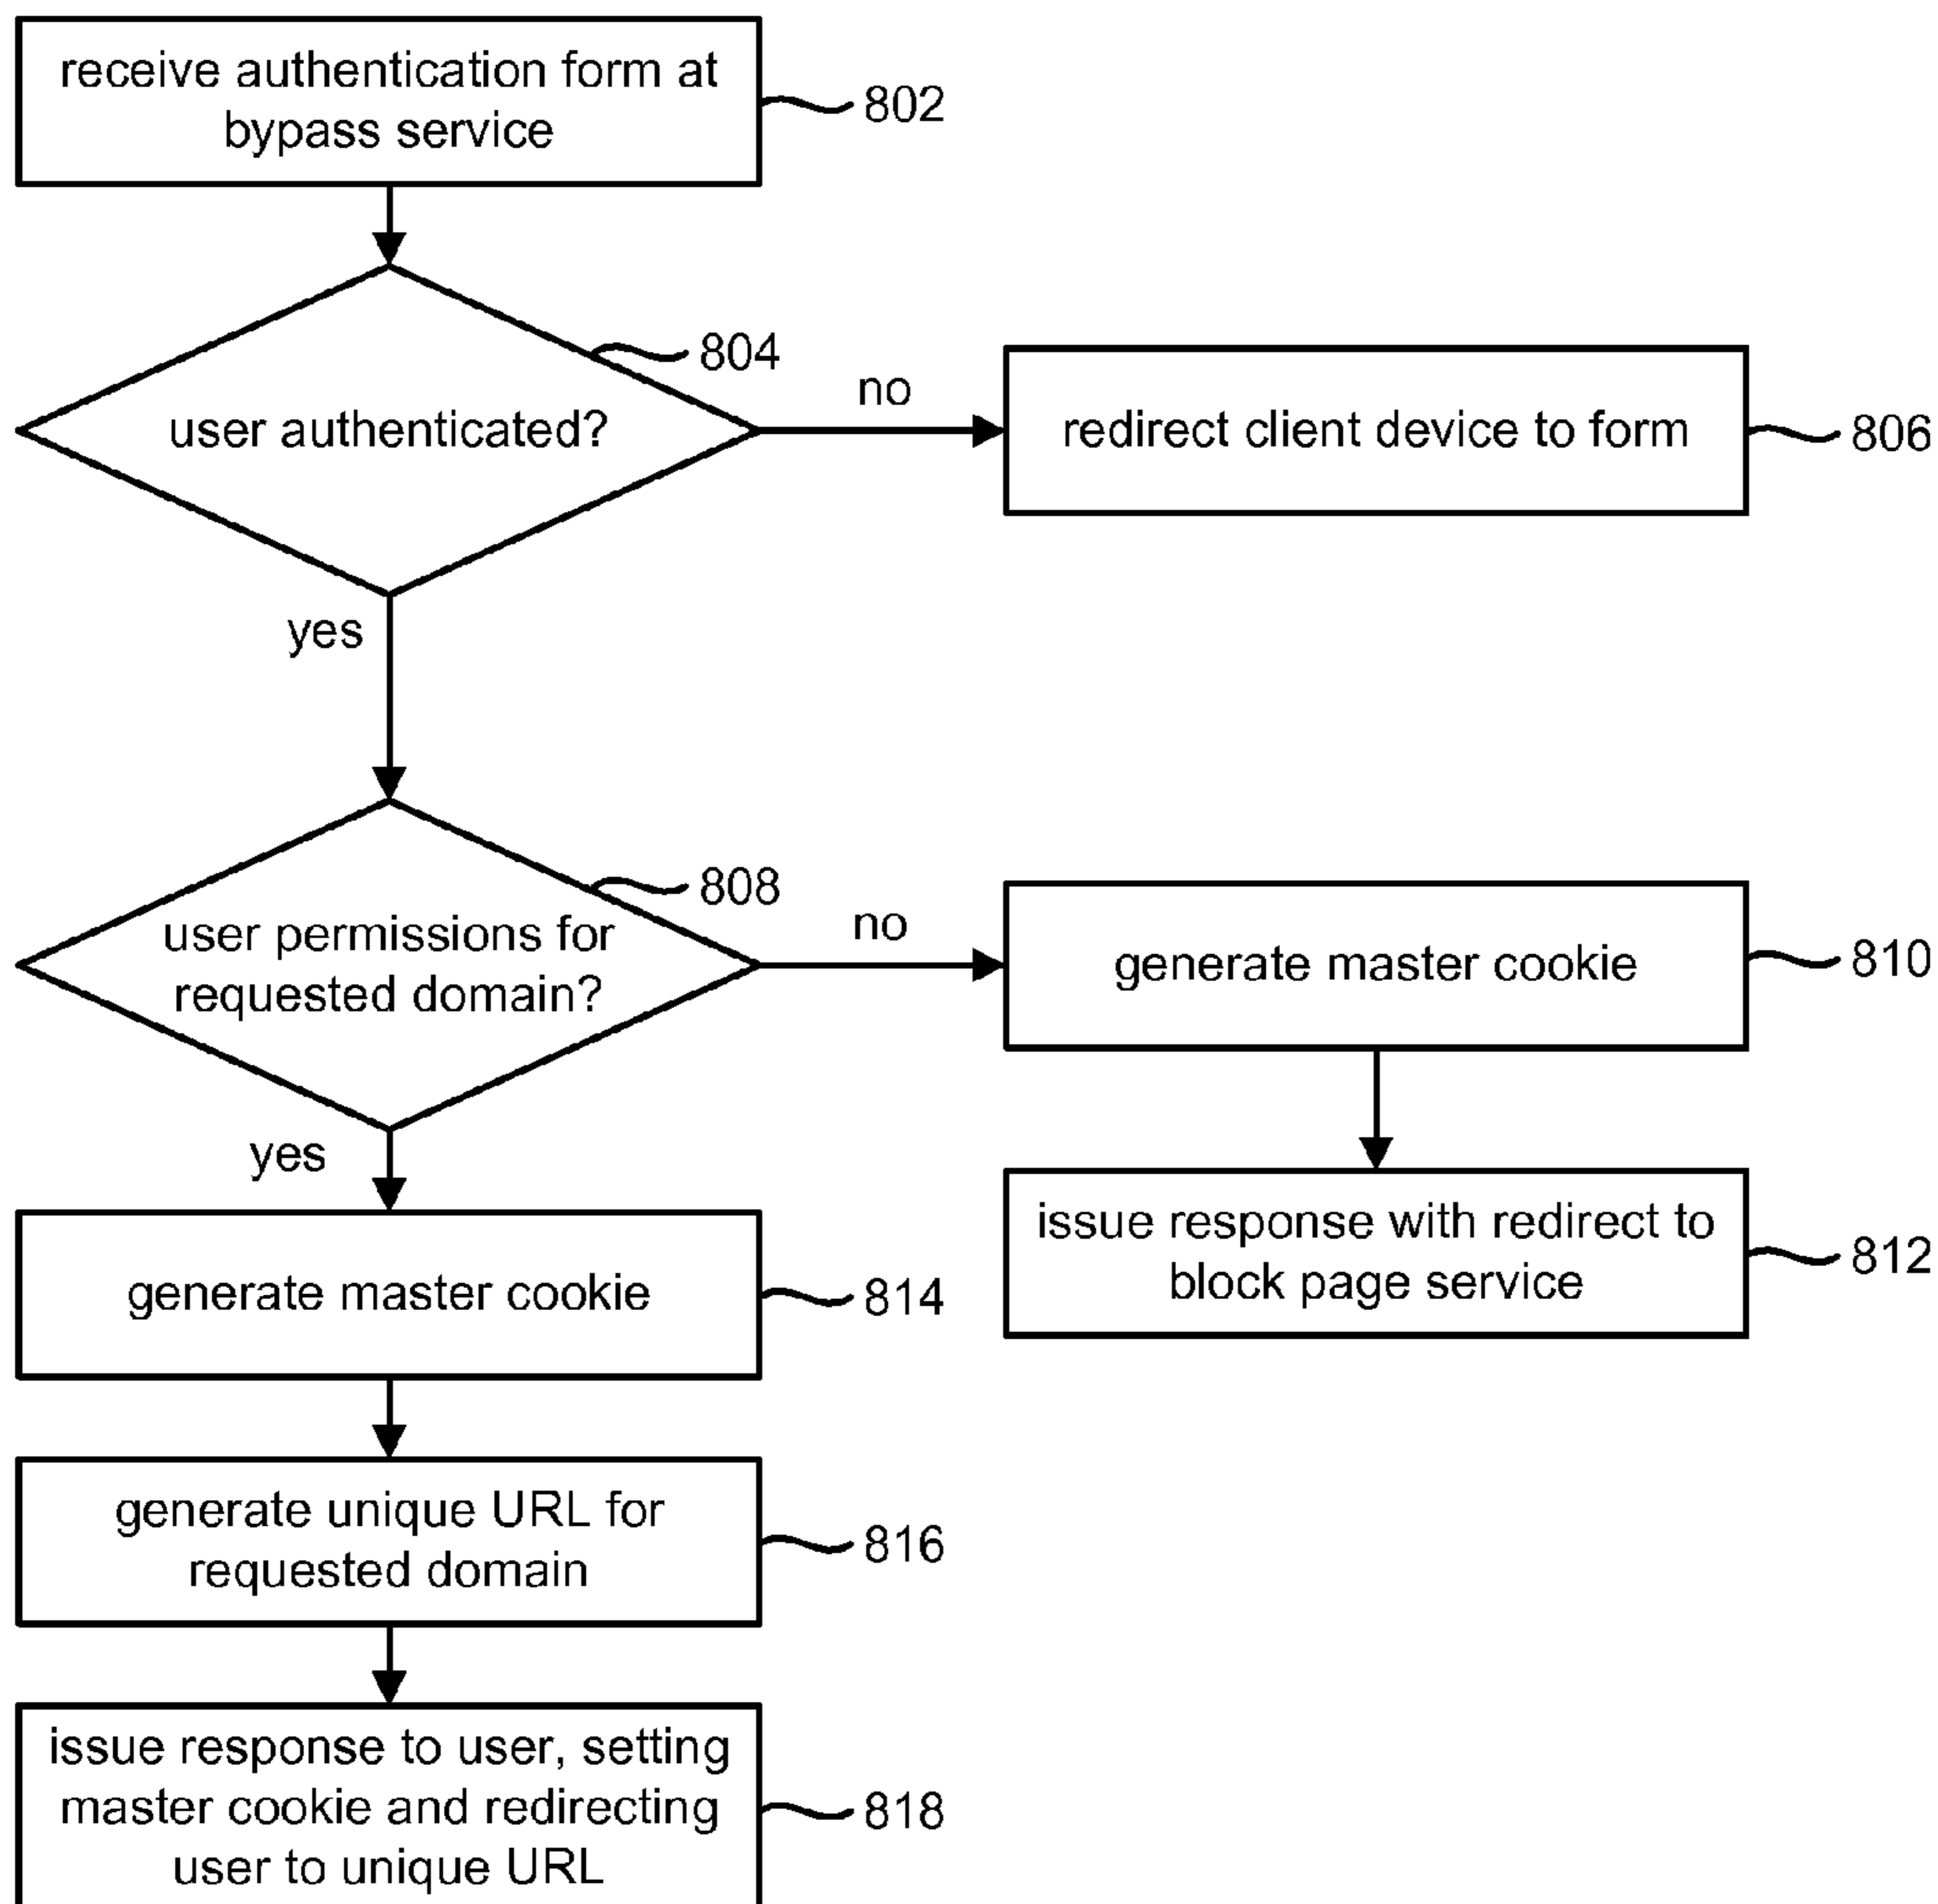 receive authentication form at
bypass service
802
804
user authenticated?
no
redirect client device to form
806
yes
808
user permissions for
requested domain?
no
generate master cookie
810
yes
issue response with redirect to
block page service
812
generate master cookie
814
generate unique URL for
requested domain
816
issue response to user, setting
master cookie and redirecting
user to unique URL
818